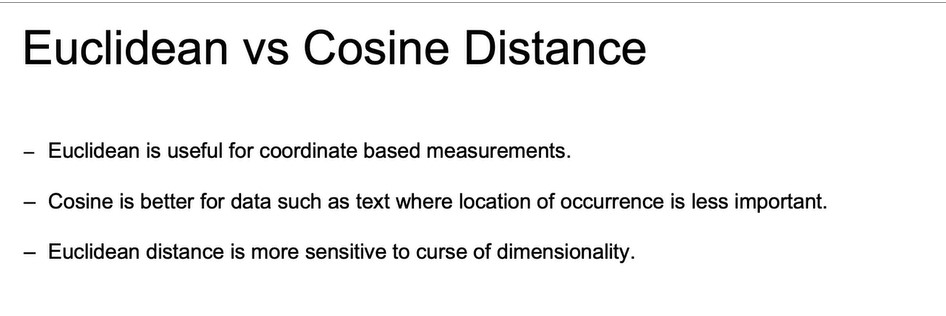 Euclidean vs Cosine Distance
– Euclidean is useful for coordinate based measurements.
– Cosine is better for data such as text where location of occurrence is less important.
– Euclidean distance is more sensitive to curse of dimensionality.